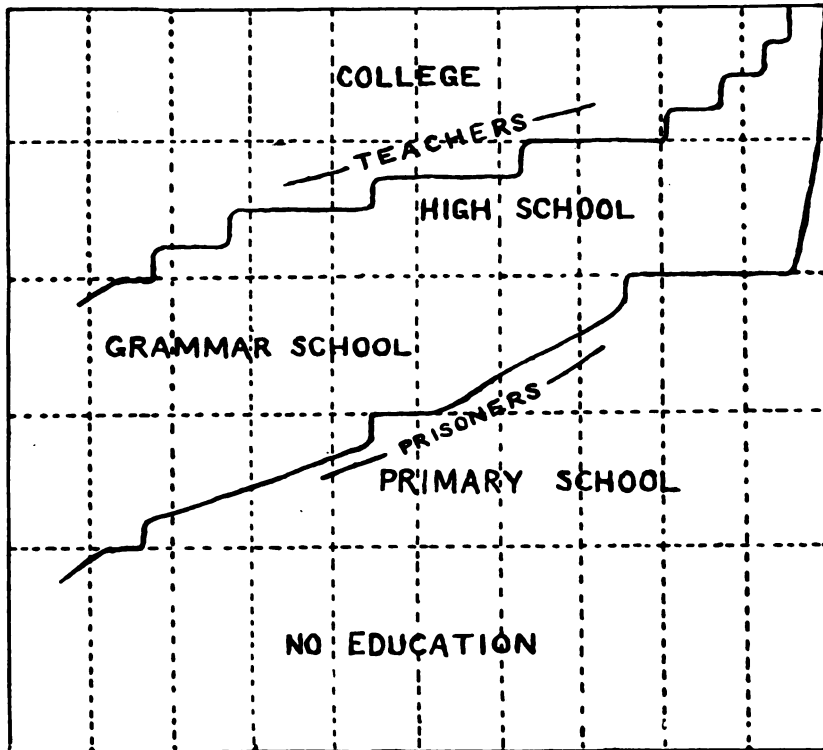 COLLEGE
TEACHERS
HIGH SCHOOL
GRAMMAR SCHOOL
PRISONERS
PRIMARY SCHOOL
NO EDUCATION